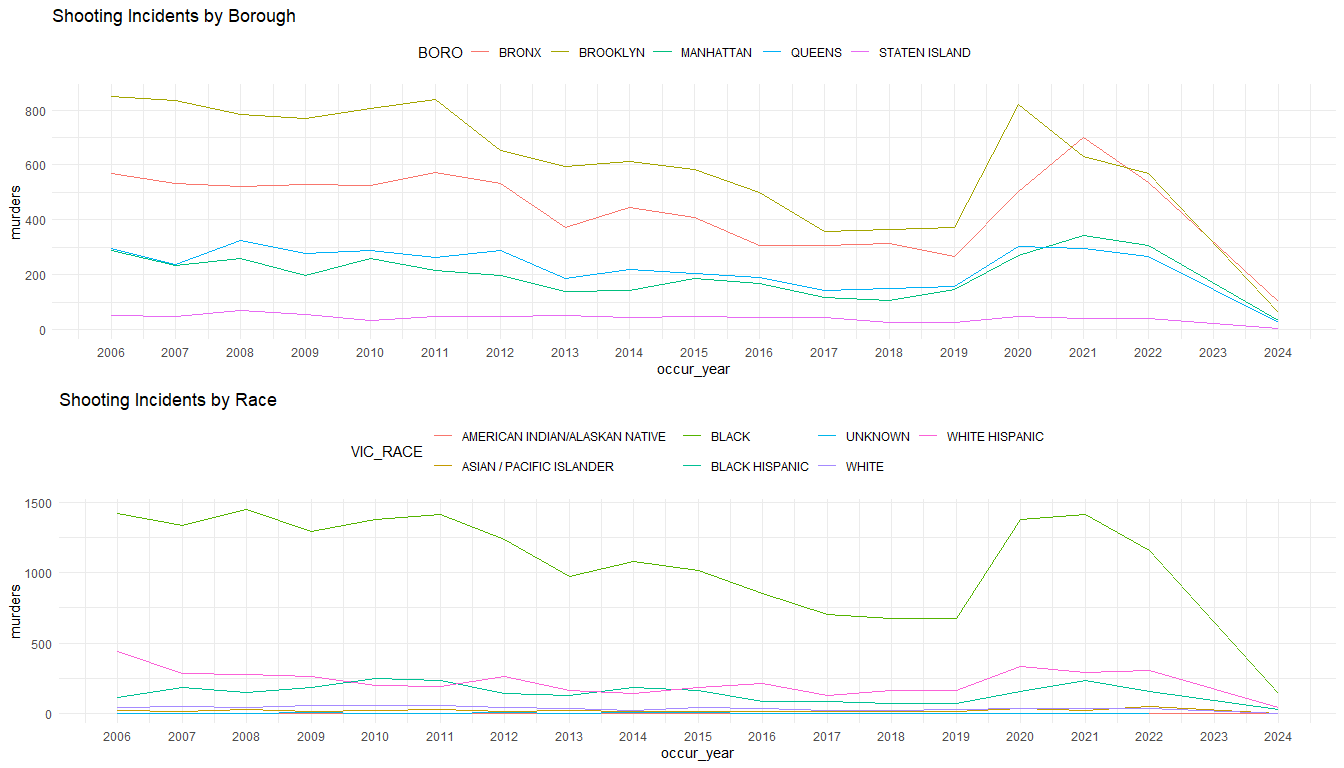 Shooting Incidents by Borough
BORO BRONX BROOKLYN MANHATTAN QUEENS STATEN ISLAND
800
600
400
200
0
murders
2006 2007 2008 2009 2010 2011 2012 2013 2014 2015 2016 2017 2018 2019 2020 2021 2022 2023 2024
occur_year
Shooting Incidents by Race
VIC_RACE
AMERICAN INDIAN/ALASKAN NATIVE BLACK UNKNOWN WHITE HISPANIC
ASIAN / PACIFIC ISLANDER BLACK HISPANIC WHITE
1500
1000
500
0
murders
2006 2007 2008 2009 2010 2011 2012 2013 2014 2015 2016 2017 2018 2019 2020 2021 2022 2023 2024
occur_year